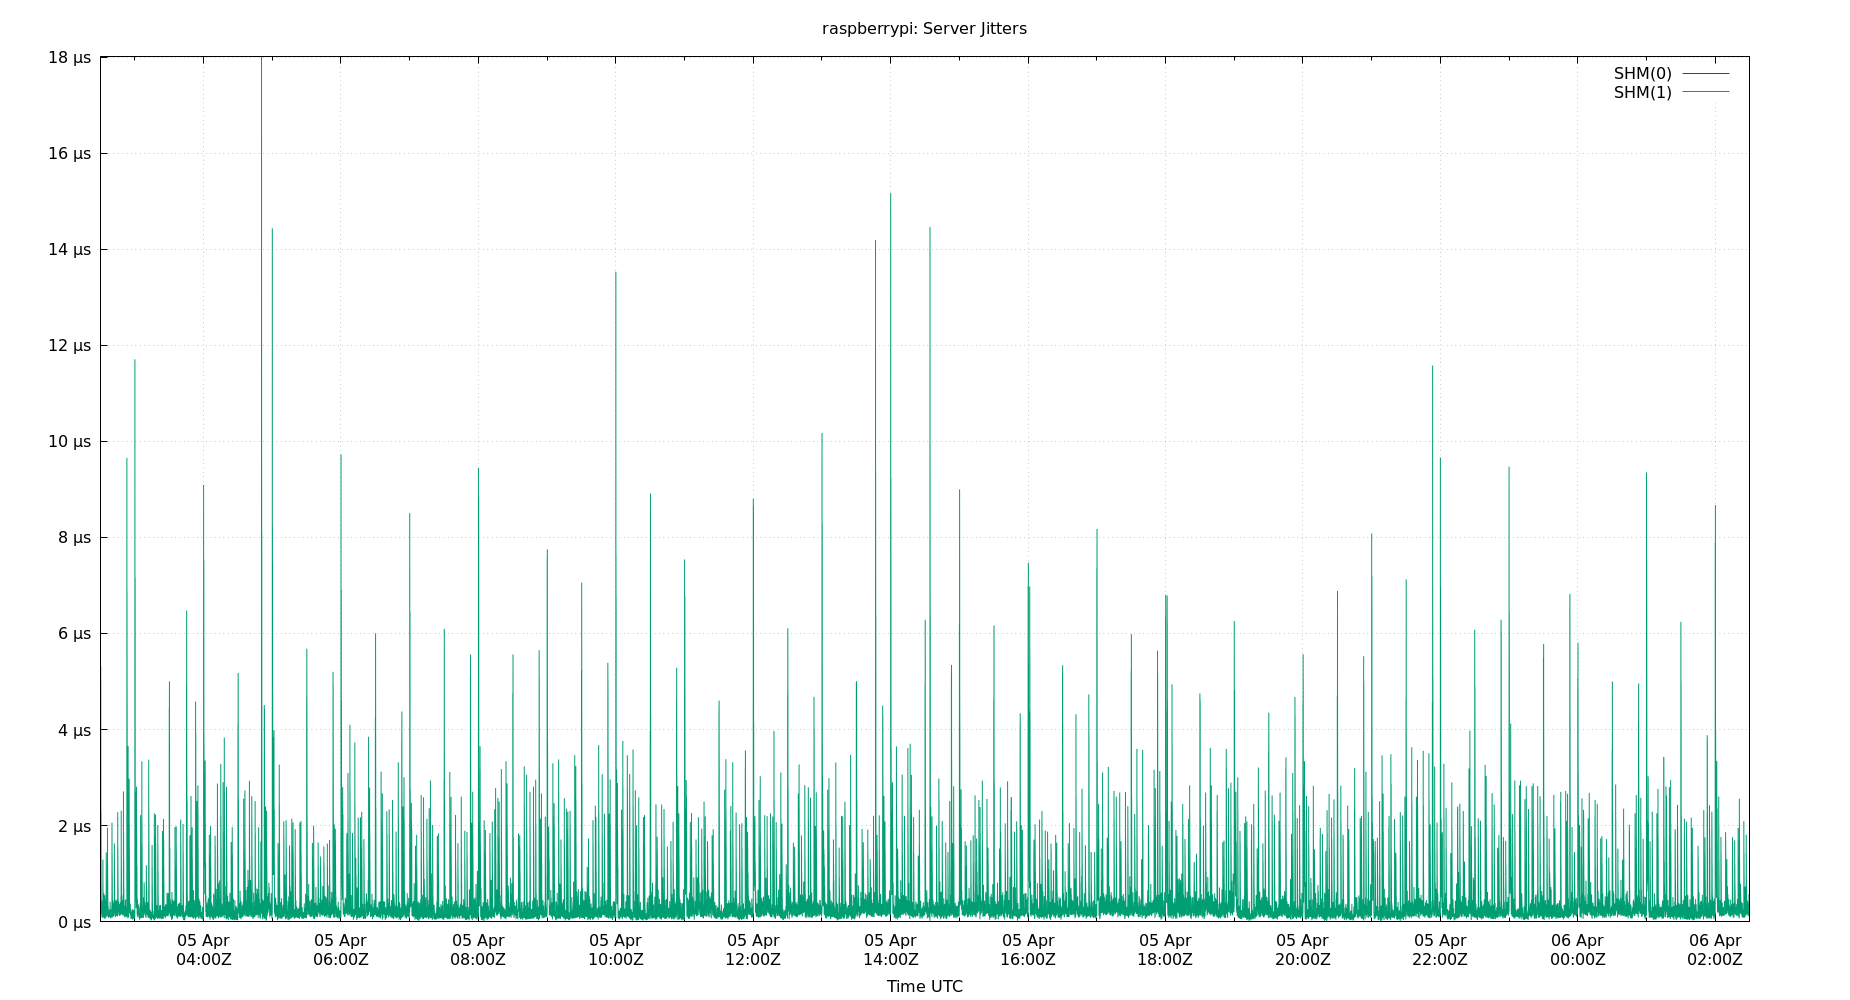 raspberrypi: Server Jitters
18 µs
16 µs
14 µs
12 µs
10 µs
8 µs
6 µs
4 µs
2 µs
0 µs
SHM(0)
SHM(1)
05 Apr 05 Apr 05 Apr 05 Apr 05 Apr 05 Apr 05 Apr 05 Apr 05 Apr 05 Apr 06 Apr 06 Apr
04:00Z 06:00Z 08:00Z 10:00Z 12:00Z 14:00Z 16:00Z 18:00Z 20:00Z 22:00Z 00:00Z 02:00Z
Time UTC